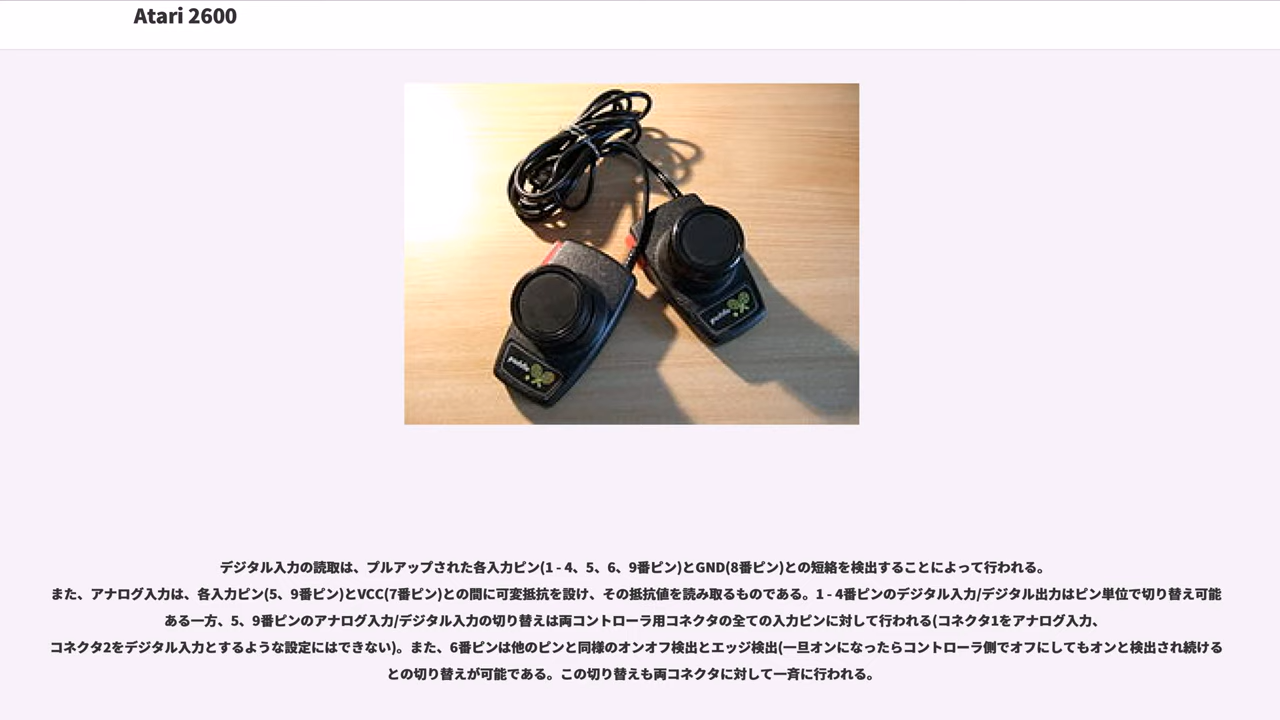 Atari 2600
paddle
paddle
デジタル入力の読取は、プルアップされた各入力ピン(1 - 4、5、6、9番ピン)とGND(8番ピン)との短絡を検出することによって行われる。
また、アナログ入力は、各入力ピン(5、9番ピン)とVCC(7番ピン)との間に可変抵抗を設け、その抵抗値を読み取るものである。1 - 4番ピンのデジタル入力/デジタル出力はピン単位で切り替え可能
ある一方、5、9番ピンのアナログ入力/デジタル入力の切り替えは両コントローラ用コネクタの全ての入力ピンに対して行われる(コネクタ1をアナログ入力、
コネクタ2をデジタル入力とするような設定にはできない)。また、6番ピンは他のピンと同様のオンオフ検出とエッジ検出(一旦オンになったらコントローラ側でオフにしてもオンと検出され続ける
との切り替えが可能である。この切り替えも両コネクタに対して一斉に行われる。